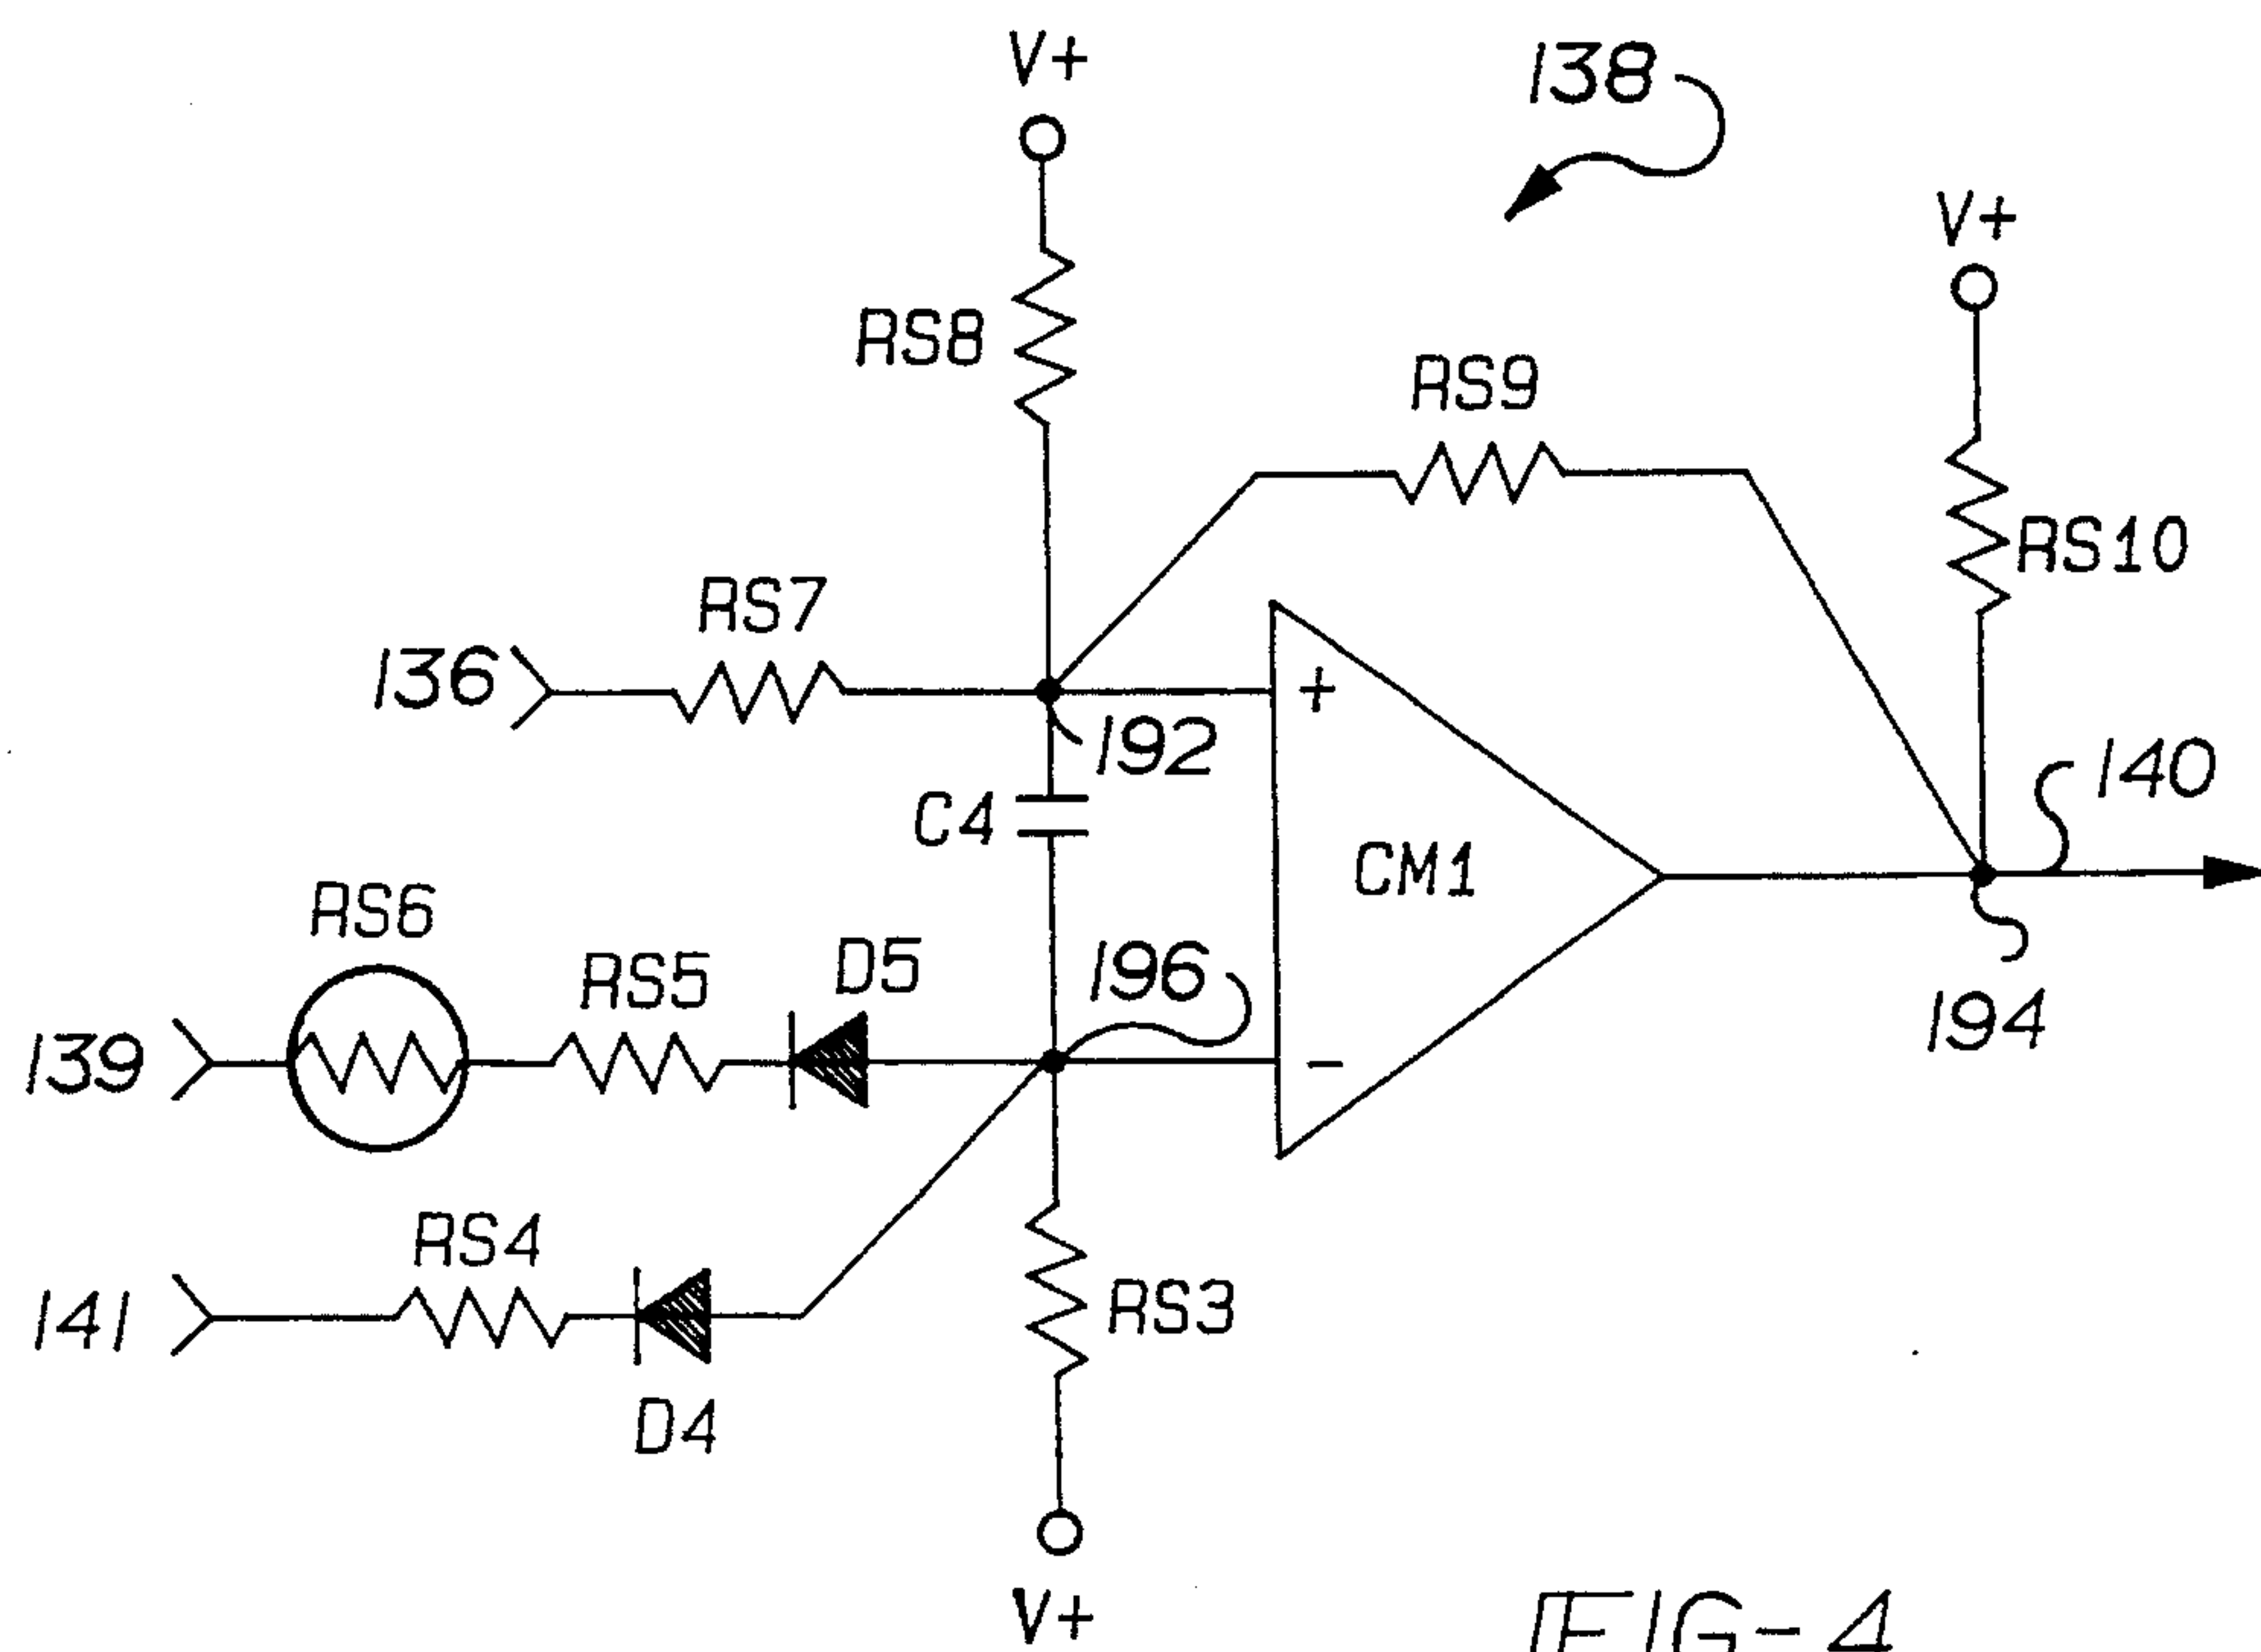 V+
138
V+
RS8
RS9
RS10
RS7
136
+
192
140
C4
CM1
RS6
D5
196
RS5
194
139
-
RS4
141
RS3
D4
V+
FIG-4